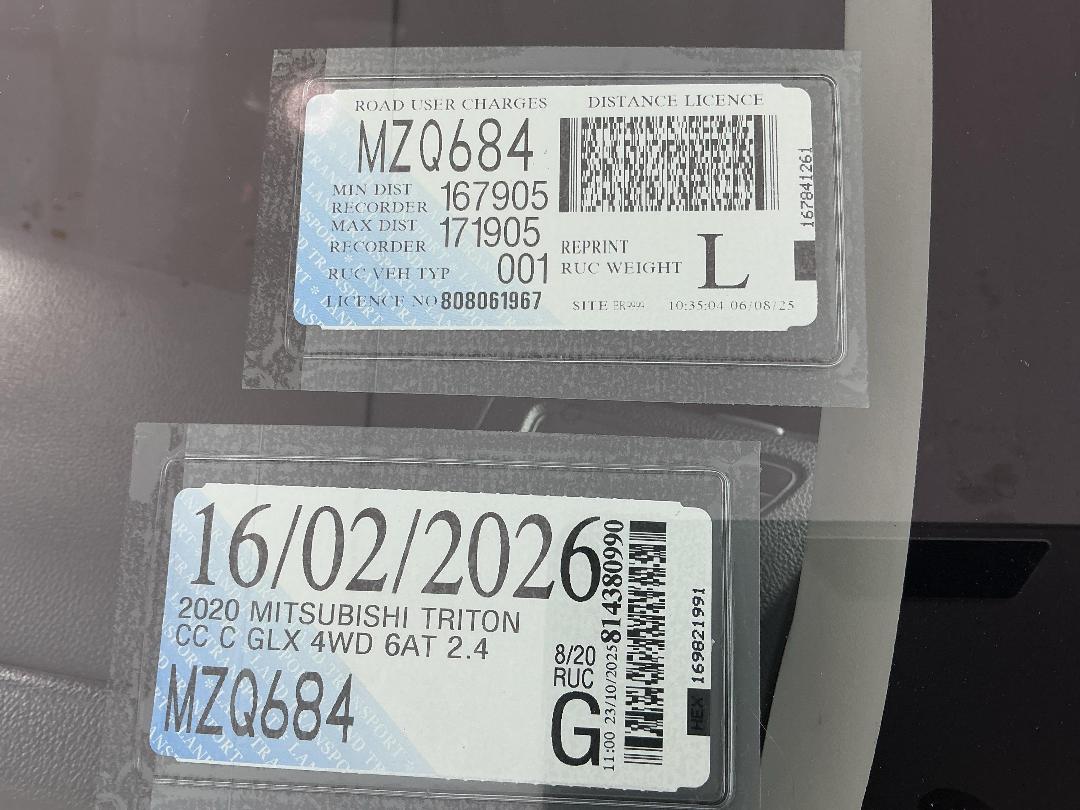 ROAD USER CHARGES DISTANCE LICENCE
MZQ684
MIN DIST
RECORDER 167905
MAX DIST
RECORDER 171905
RUC VEH TYP 001
LICENCE NO 808061967
REPRINT
RUC WEIGHT L
SITE 10:35:04 06/08/25
167841261
16/02/2026
2020 MITSUBISHI TRITON
CC C GLX 4WD 6AT 2.4
MZQ684
8/20
RUC
G
11:00 23/10/2025 814380990
HEX 169821991